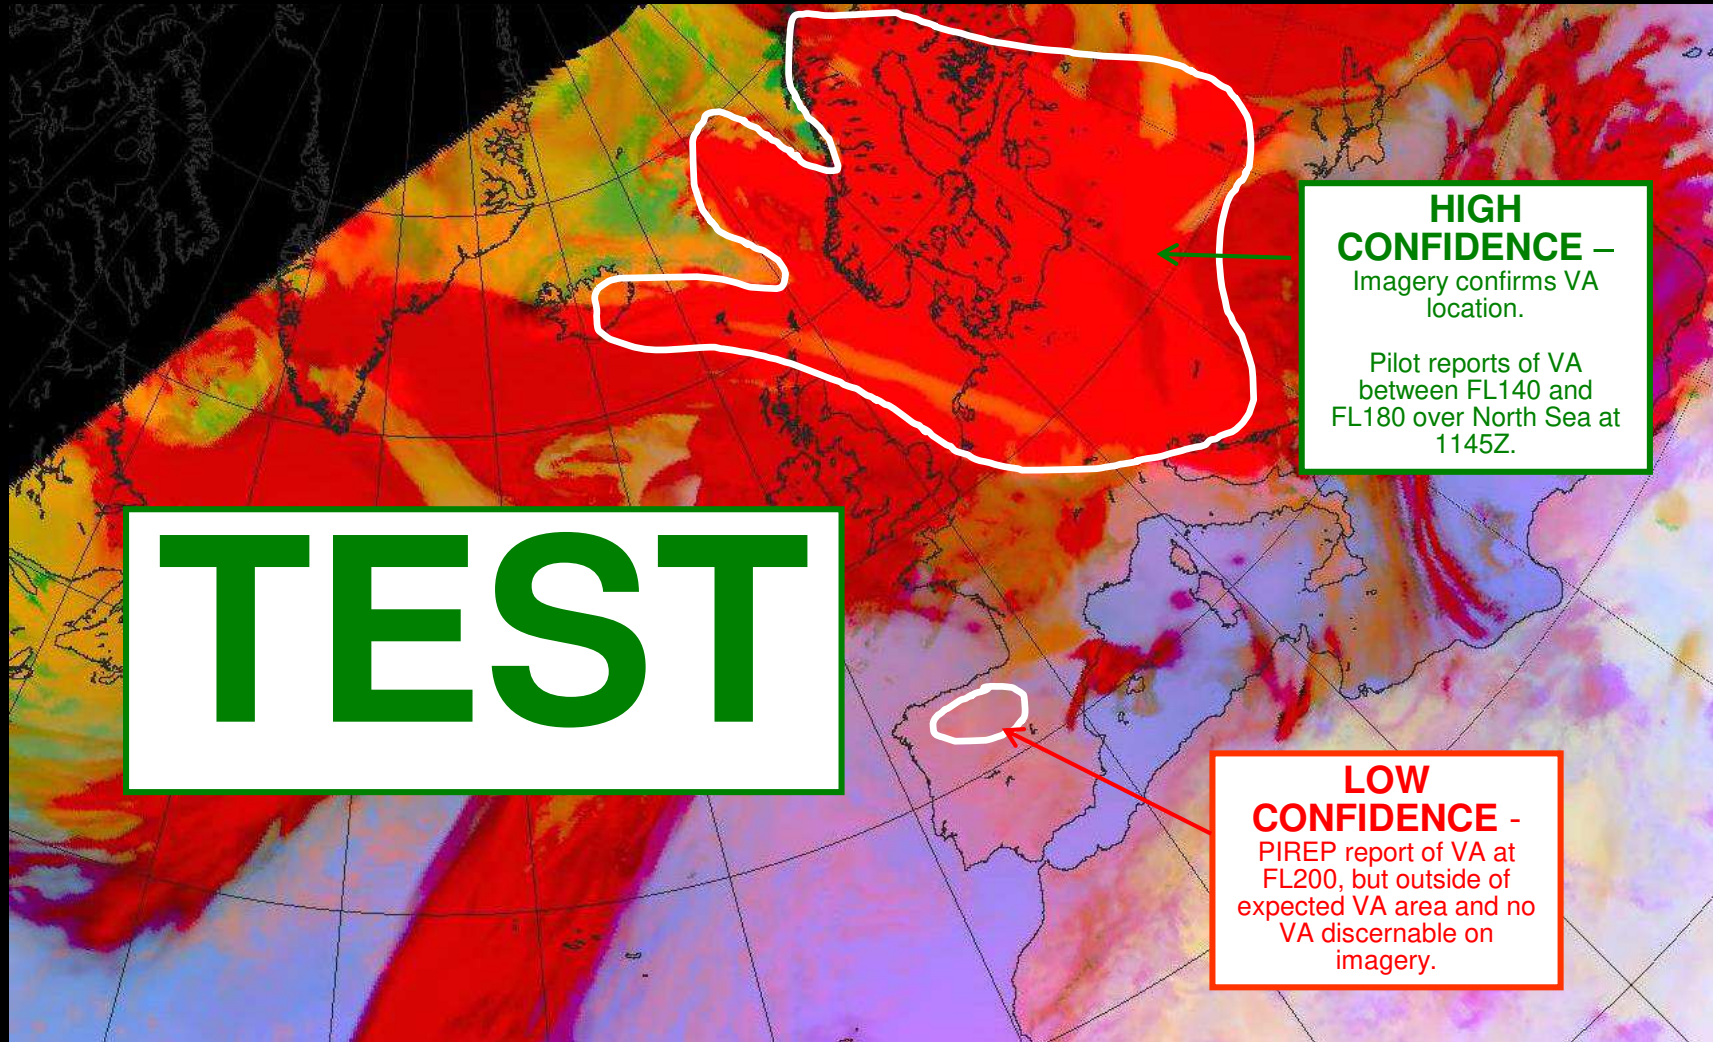 HIGH
CONFIDENCE –
Imagery confirms VA
location.
Pilot reports of VA
between FL140 and
FL180 over North Sea at
1145Z.
TEST
LOW
CONFIDENCE -
PIREP report of VA at
FL200, but outside of
expected VA area and no
VA discernable on
imagery.